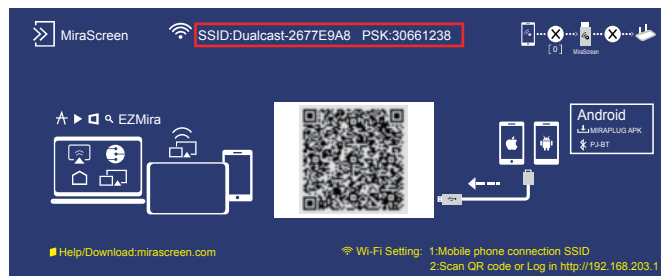 MiraScreen
SSID:Dualcast-2677E9A8 PSK:30661238
[ 0 ]
MiraScreen
EZMira
Android
MIRAPLUG APK
PJ-BT
Help/Download:mirascreen.com
Wi-Fi Setting: 1:Mobile phone connection SSID
2:Scan QR code or Log in http://192.168.203.1